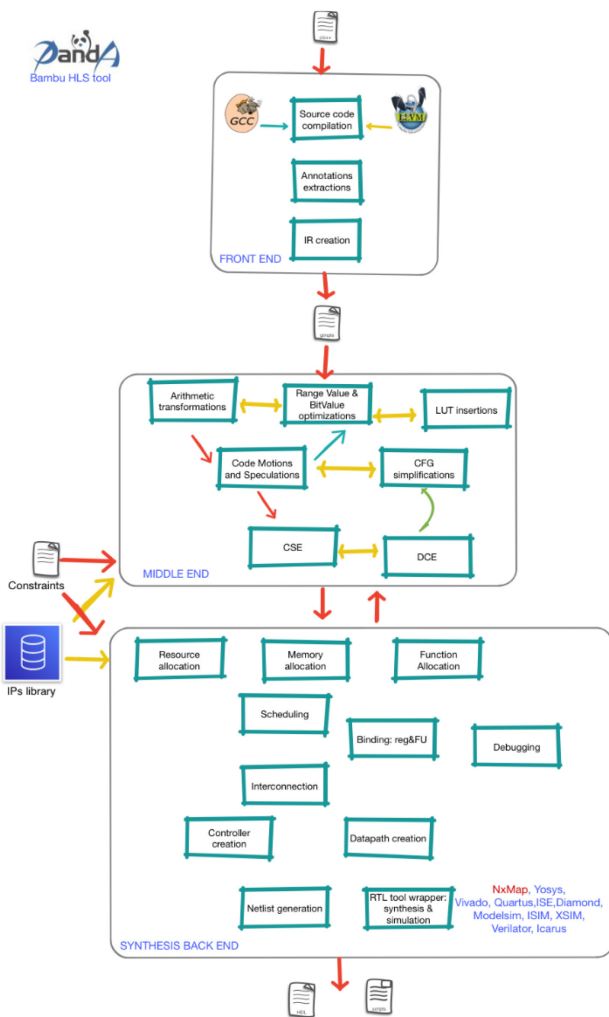 PandA
Bambu HLS tool
GCC
Source code
compilation
LLVM
Annotations
extractions
IR creation
FRONT END
Arithmetic
transformations
Range Value &
BitValue
optimizations
LUT insertions
Code Motions
and Speculations
CFG
simplifications
CSE
DCE
MIDDLE END
Constraints
IPs library
Resource
allocation
Memory
allocation
Function
Allocation
Scheduling
Binding: reg&FU
Debugging
Interconnection
Controller
creation
Datapath creation
Netlist generation
RTL tool wrapper:
synthesis &
simulation
NxMap, Yosys,
Vivado, Quartus,ISE,Diamond,
Modelsim, ISIM, XSIM,
Verilator, Icarus
SYNTHESIS BACK END
HDL